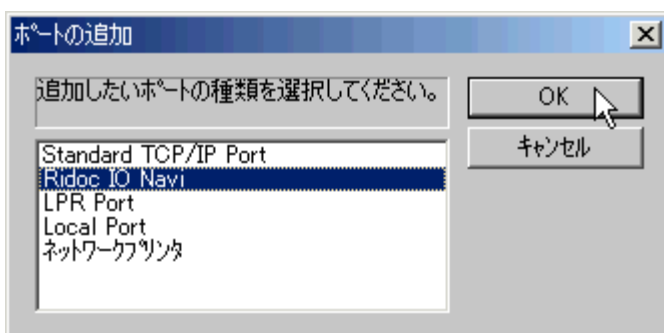 ポートの追加
追加したいポートの種類を選択してください。
OK
キャンセル
Standard TCP/IP Port
Ridoc IO Navi
LPR Port
Local Port
ネットワークプリンタ